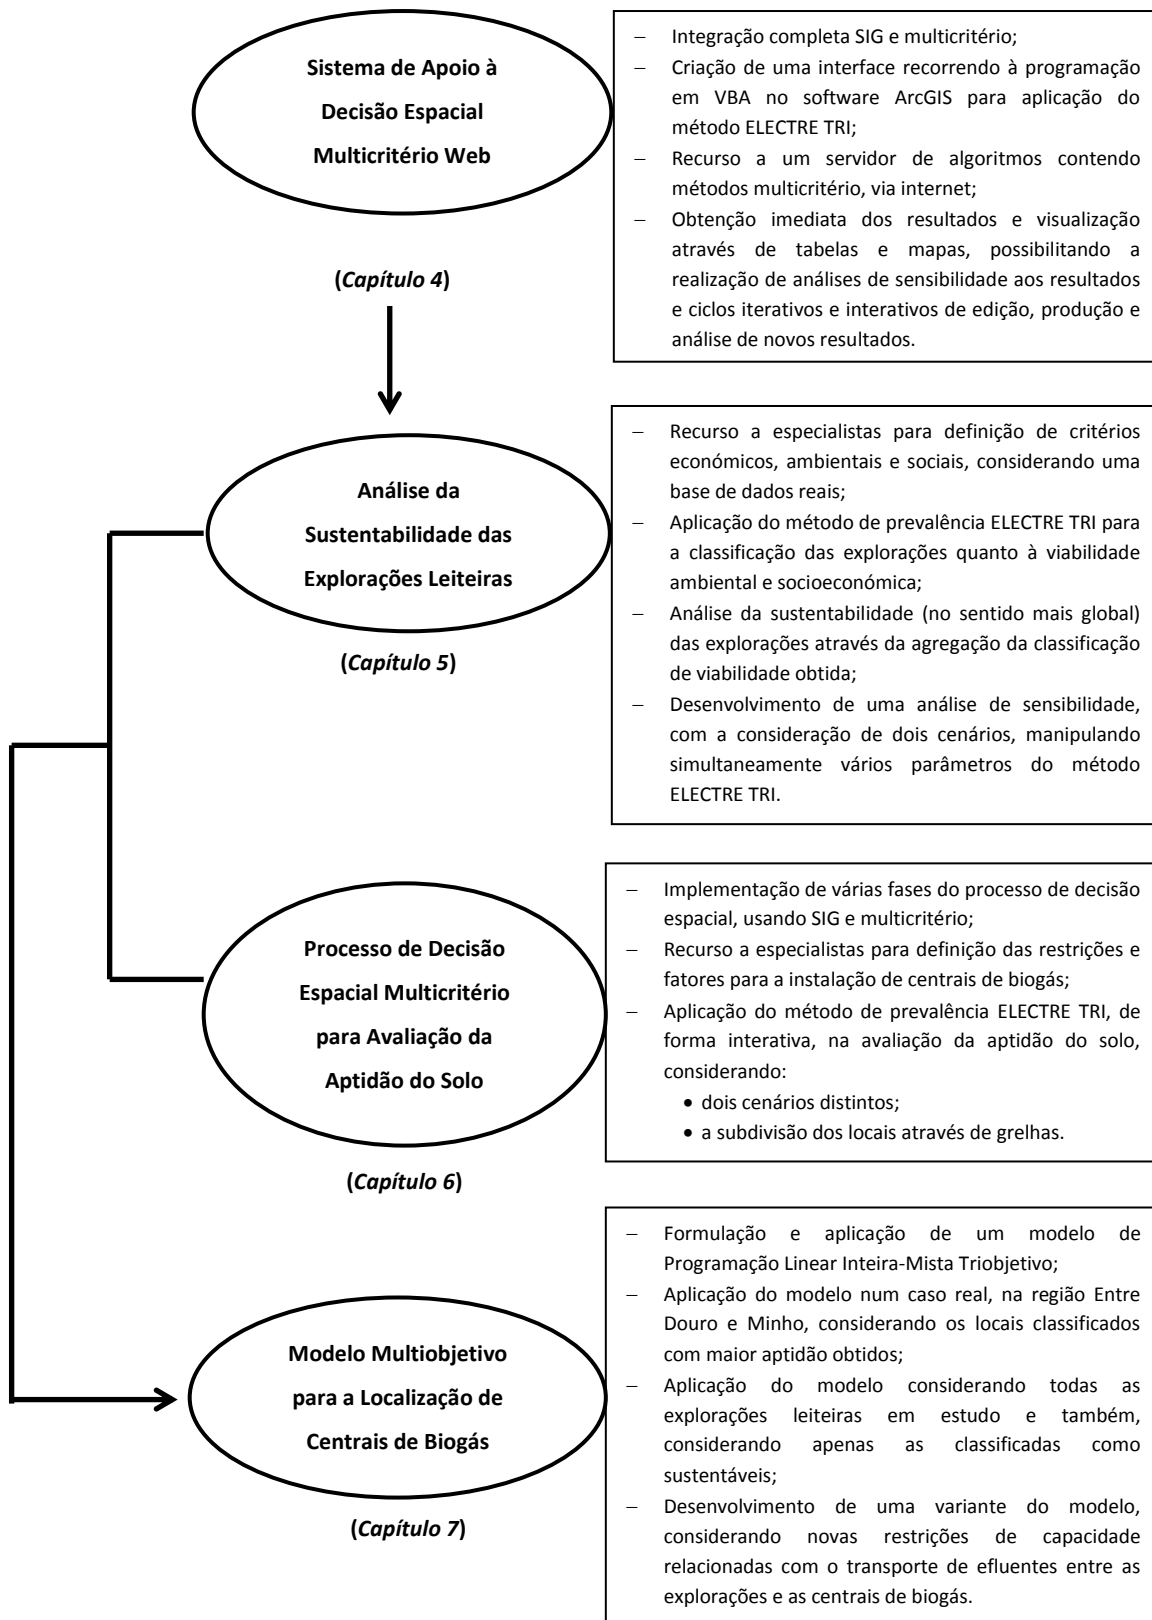 Sistema de Apoio à
Decisão Espacial
Multicritério Web
(Capítulo 4)
– Integração completa SIG e multicritério;
– Criação de uma interface recorrendo à programação
em VBA no software ArcGIS para aplicação do
método ELECTRE TRI;
– Recurso a um servidor de algoritmos contendo
métodos multicritério, via internet;
– Obtenção imediata dos resultados e visualização
através de tabelas e mapas, possibilitando a
realização de análises de sensibilidade aos resultados
e ciclos iterativos e interativos de edição, produção e
análise de novos resultados.
Análise da
Sustentabilidade das
Explorações Leiteiras
(Capítulo 5)
– Recurso a especialistas para definição de critérios
económicos, ambientais e sociais, considerando uma
base de dados reais;
– Aplicação do método de prevalência ELECTRE TRI para
a classificação das explorações quanto à viabilidade
ambiental e socioeconómica;
– Análise da sustentabilidade (no sentido mais global)
das explorações através da agregação da classificação
de viabilidade obtida;
– Desenvolvimento de uma análise de sensibilidade,
com a consideração de dois cenários, manipulando
simultaneamente vários parâmetros do método
ELECTRE TRI.
Processo de Decisão
Espacial Multicritério
para Avaliação da
Aptidão do Solo
(Capítulo 6)
– Implementação de várias fases do processo de decisão
espacial, usando SIG e multicritério;
– Recurso a especialistas para definição das restrições e
fatores para a instalação de centrais de biogás;
– Aplicação do método de prevalência ELECTRE TRI, de
forma interativa, na avaliação da aptidão do solo,
considerando:
• dois cenários distintos;
• a subdivisão dos locais através de grelhas.
Modelo Multiobjetivo
para a Localização de
Centrais de Biogás
(Capítulo 7)
– Formulação e aplicação de um modelo de
Programação Linear Inteira-Mista Triobjetivo;
– Aplicação do modelo num caso real, na região Entre
Douro e Minho, considerando os locais classificados
com maior aptidão obtidos;
– Aplicação do modelo considerando todas as
explorações leiteiras em estudo e também,
considerando apenas as classificadas como
sustentáveis;
– Desenvolvimento de uma variante do modelo,
considerando novas restrições de capacidade
relacionadas com o transporte de efluentes entre as
explorações e as centrais de biogás.